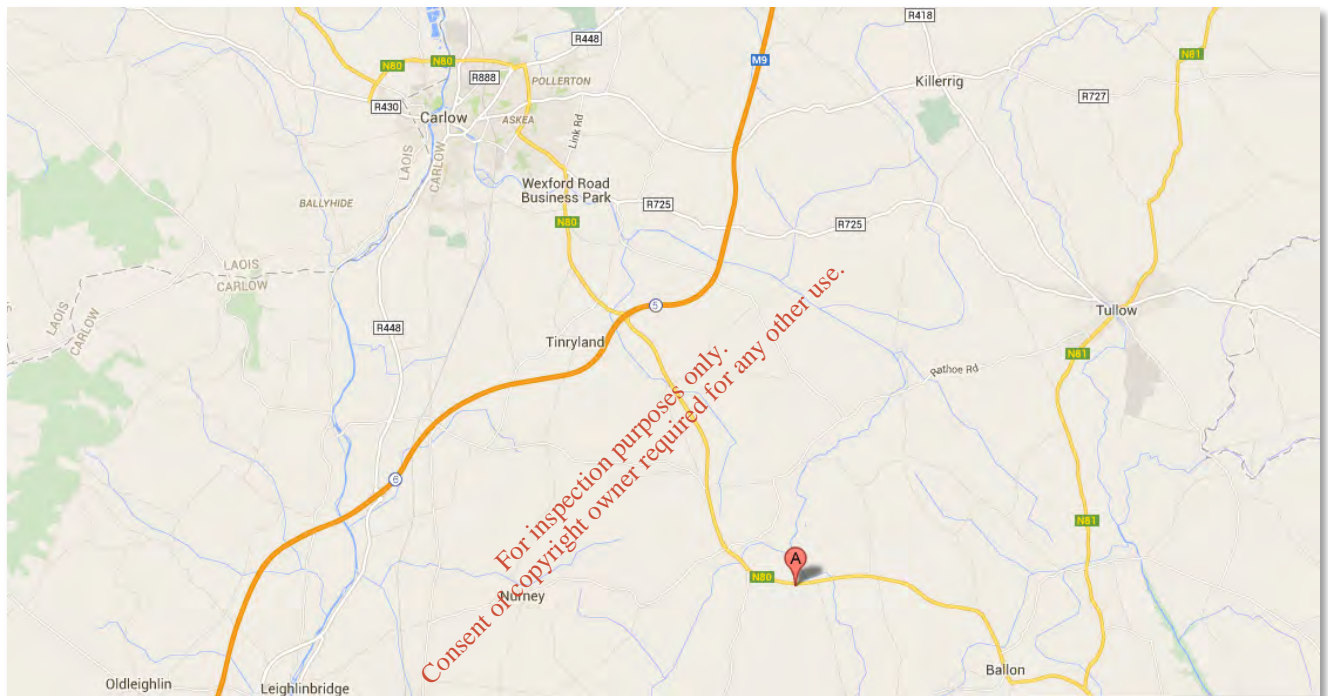 R418
N81
R448
M9
N80
N80
R888
POLLERTON
Killerrig
R727
R430
Carlow
ASKEA
Link Rd
LAOIS
CARLOW
Wexford Road
Business Park
BALLYHIDE
R725
N80
R725
LAOIS
CARLOW
5
Tullow
LAOIS
CARLOW
R448
Tinryland
N81
Rathoe Rd
For inspection purposes only.
Consent of copyright owner required for any other use.
6
N81
A
N80
Nurney
Ballon
Oldleighlin
Leighlinbridge